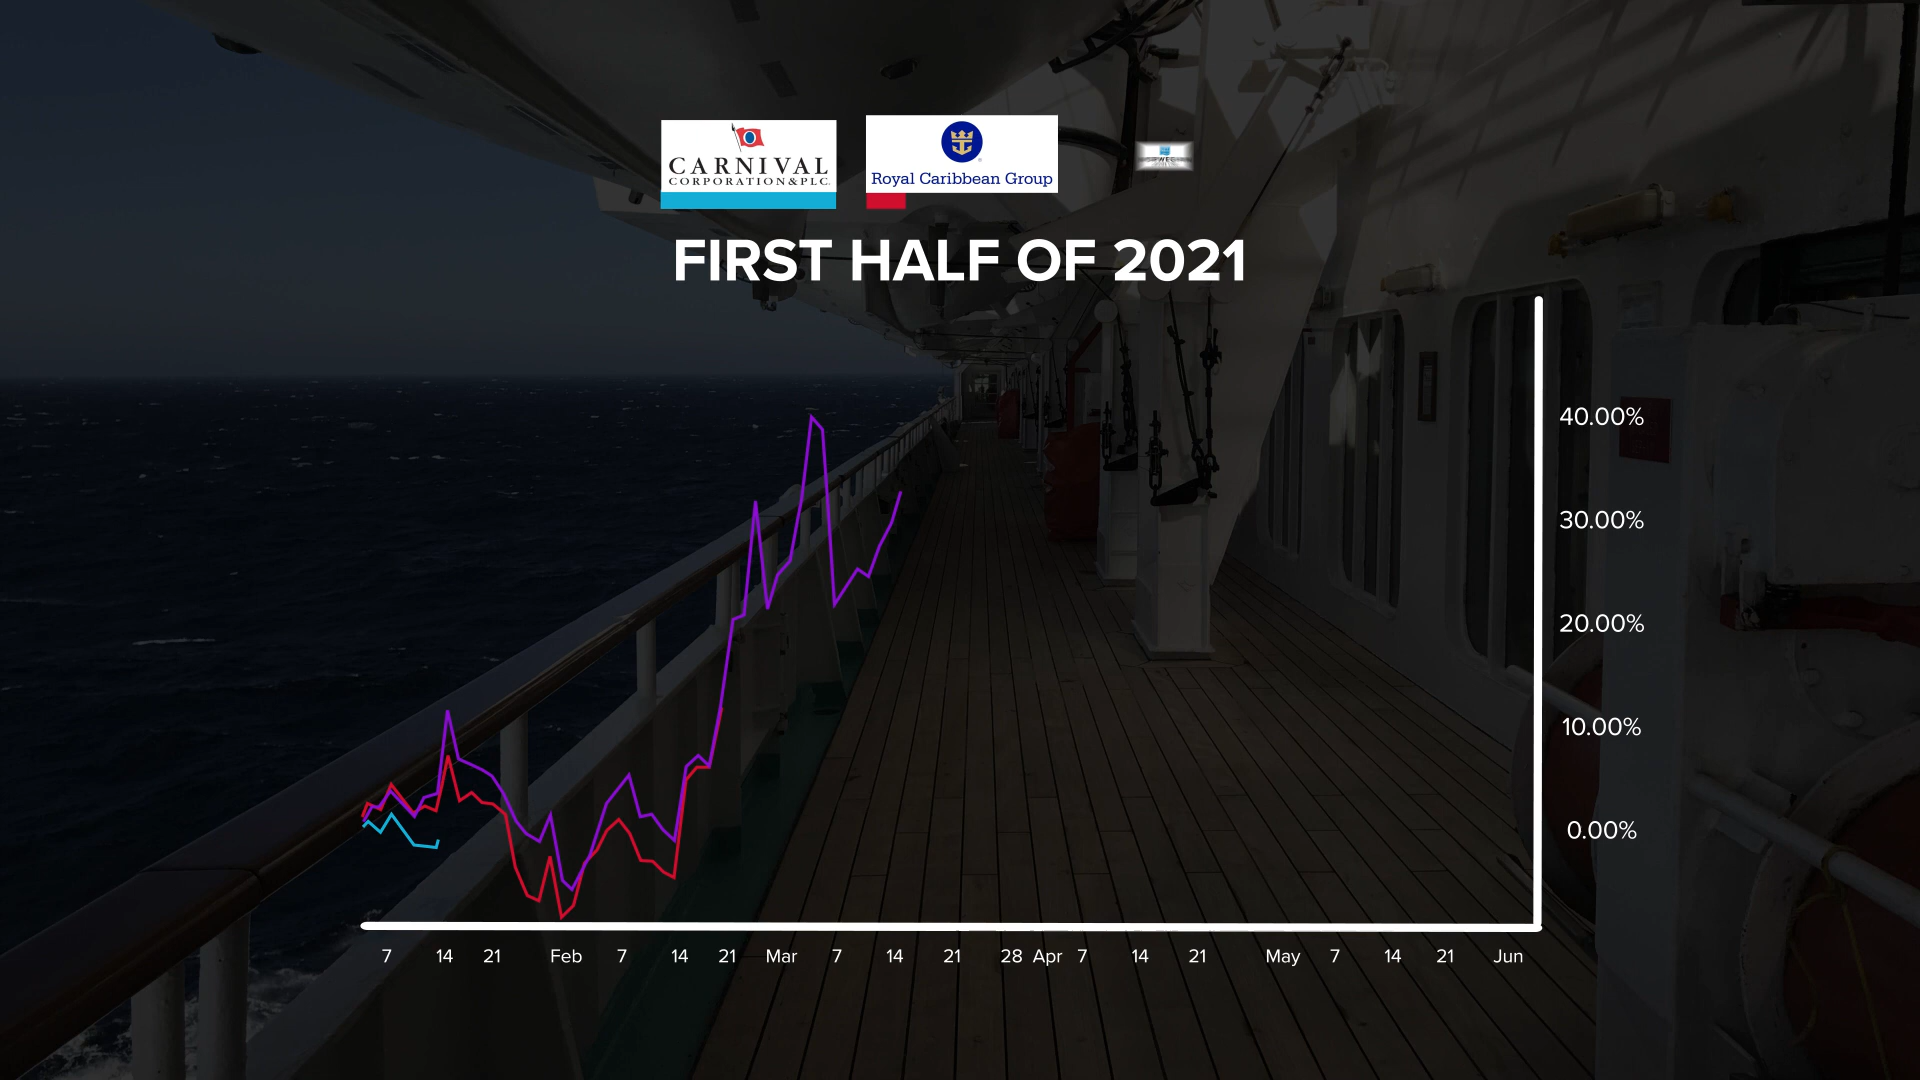 CARNIVAL
CORPORATION&PLC.
Royal Caribbean Group
FIRST HALF OF 2021
40.00%
30.00%
20.00%
10.00%
0.00%
7 14 21 Feb 7 14 21 Mar 7 14 21 28 Apr 7 14 21 May 7 14 21 Jun